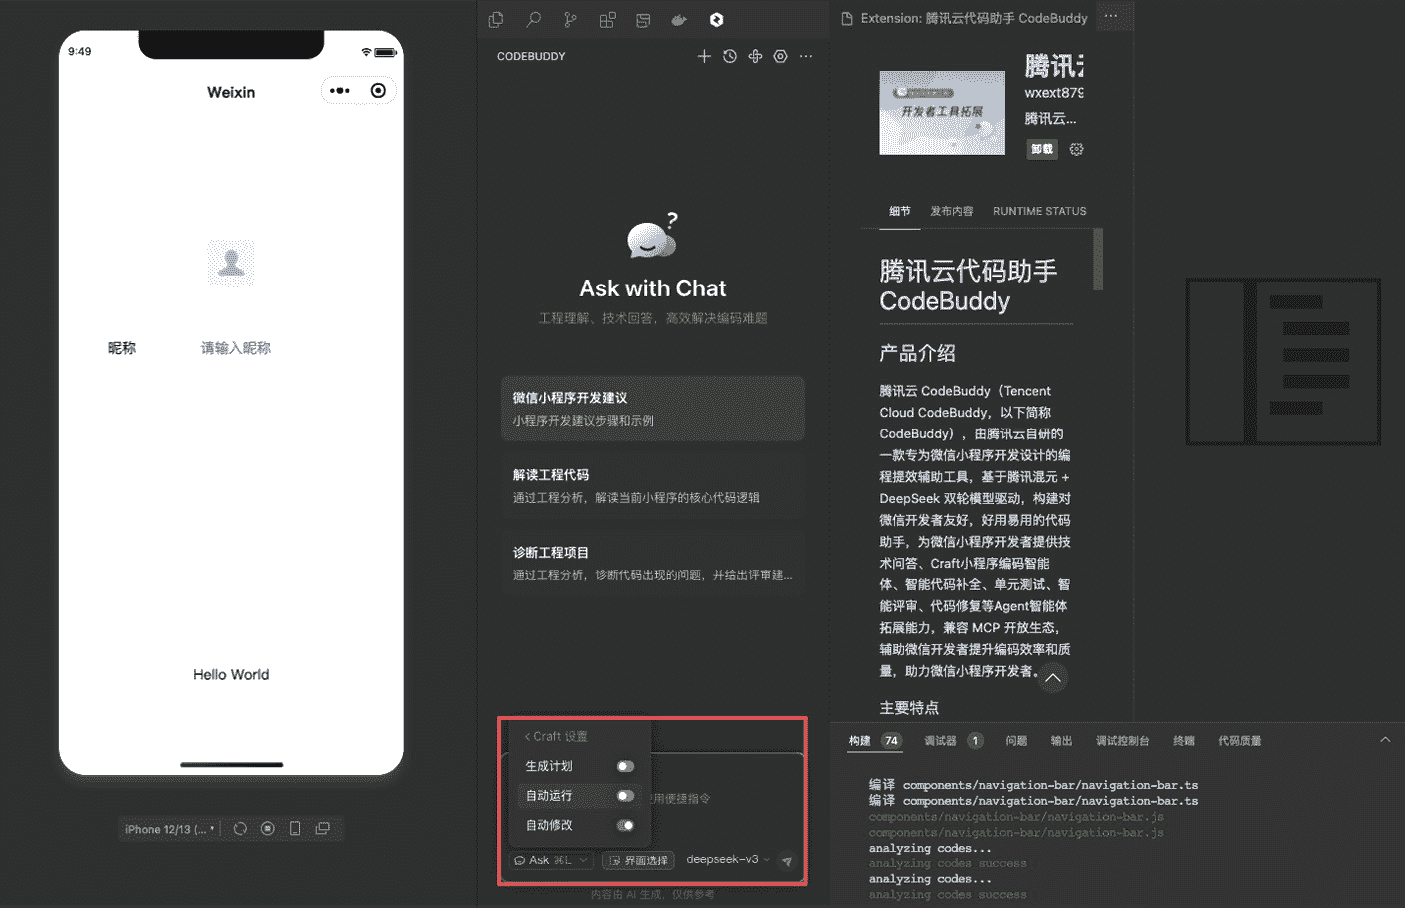 9:49
Weixin
昵称
请输入昵称
Hello World
iPhone 12/13 (...
CODEBUDDY
Ask with Chat
工程理解、技术回答，高效解决编码难题
微信小程序开发建议
小程序开发建议步骤和示例
解读工程代码
通过工程分析，解读当前小程序的核心代码逻辑
诊断工程项目
通过工程分析，诊断代码出现的问题，并给出评审建...
Craft 设置
生成计划
自动运行
使用便捷指令
自动修改
Ask ⌘L
界面选择
deepseek-v3
内容由 AI 生成，仅供参考
Extension: 腾讯云代码助手 CodeBuddy
开发者工具拓展
腾讯
wxext879
腾讯云...
卸载
细节
发布内容
RUNTIME STATUS
腾讯云代码助手
CodeBuddy
产品介绍
腾讯云 CodeBuddy（Tencent
Cloud CodeBuddy，以下简称
CodeBuddy），由腾讯云自研的
一款专为微信小程序开发设计的编
程提效辅助工具，基于腾讯混元 +
DeepSeek 双轮模型驱动，构建对
微信开发者友好，好用易用的代码
助手，为微信小程序开发者提供技
术问答、Craft小程序编码智能
体、智能代码补全、单元测试、智
能评审、代码修复等Agent智能体
拓展能力，兼容 MCP 开放生态，
辅助微信开发者提升编码效率和质
量，助力微信小程序开发者。
主要特点
构建 74
调试器 1
问题
输出
调试控制台
终端
代码质量
编译 components/navigation-bar/navigation-bar.ts
编译 components/navigation-bar/navigation-bar.ts
components/navigation-bar/navigation-bar.js
components/navigation-bar/navigation-bar.js
analyzing codes...
analyzing codes success
analyzing codes...
analyzing codes success